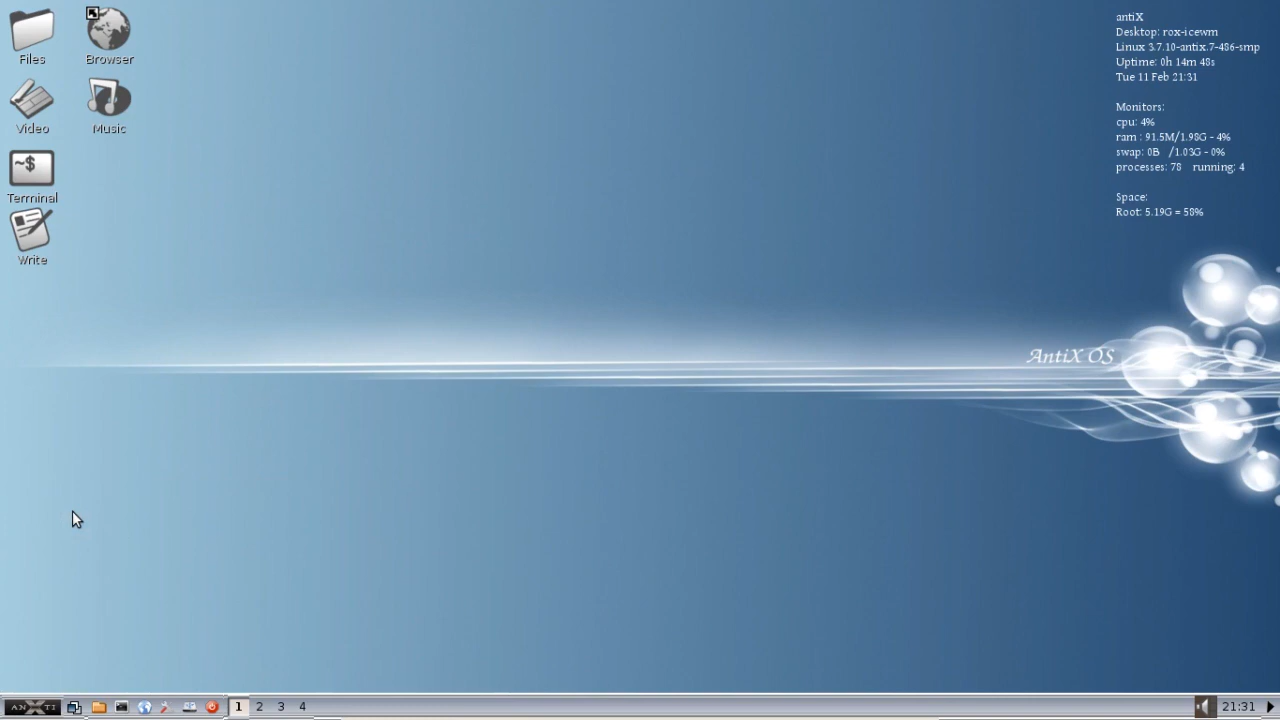 Files
Browser
Video
Music
~$
Terminal
Write
antiX
Desktop: rox-icewm
Linux 3.7.10-antix.7-486-smp
Uptime: 0h 14m 48s
Tue 11 Feb 21:31
Monitors:
cpu: 4%
ram : 91.5M/1.98G - 4%
swap: 0B /1.03G - 0%
processes: 78 running: 4
Space:
Root: 5.19G = 58%
AntiX OS
ANTIX 1 2 3 4 21:31